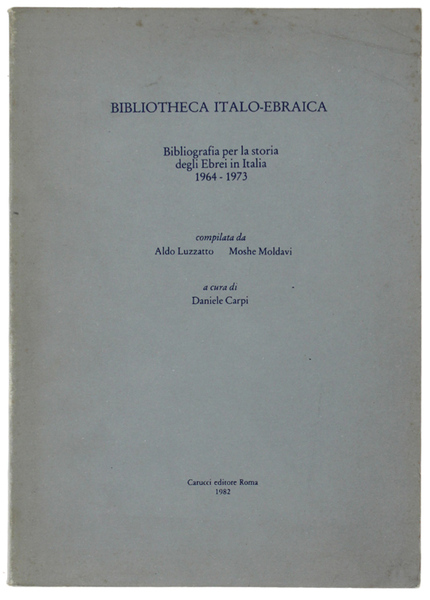 BIBLIOTHECA ITALO-EBRAICA
Bibliografia per la storia
degli Ebrei in Italia
1964 - 1973
compilata da
Aldo Luzzatto Moshe Moldavi
a cura di
Daniele Carpi
Carucci editore Roma
1982